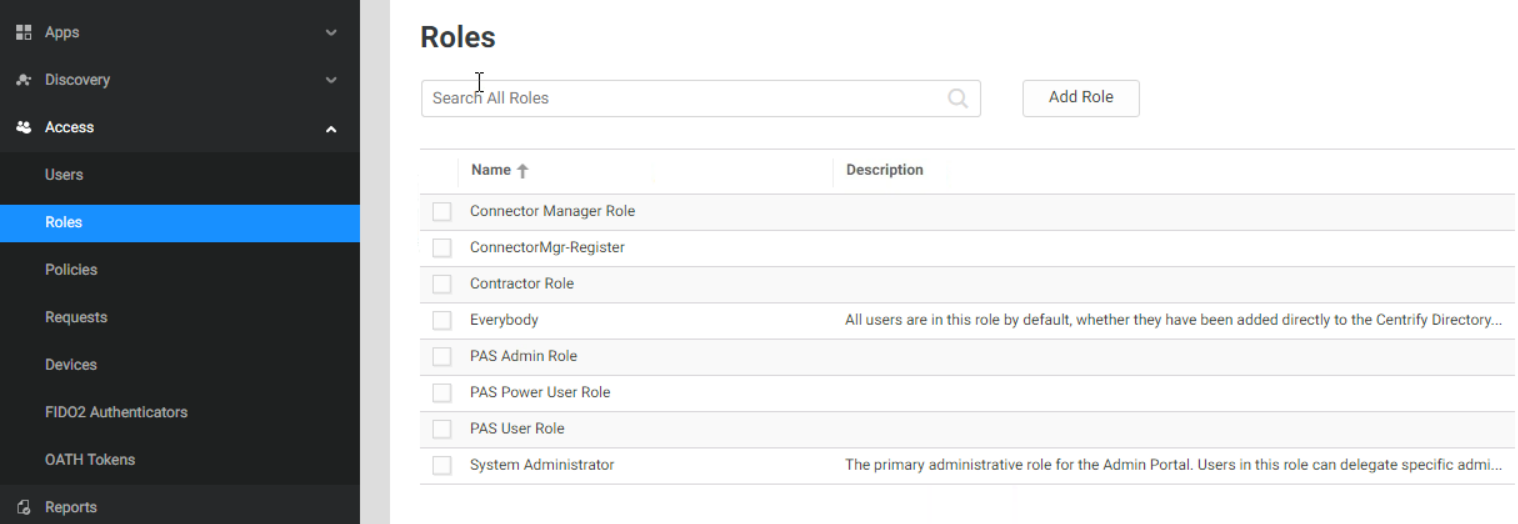 Apps
Discovery
Access
Users
Roles
Policies
Requests
Devices
FIDO2 Authenticators
OATH Tokens
Reports
Roles
Search All Roles
Add Role
Name Description
Connector Manager Role
ConnectorMgr-Register
Contractor Role
Everybody All users are in this role by default, whether they have been added directly to the Centrify Directory...
PAS Admin Role
PAS Power User Role
PAS User Role
System Administrator The primary administrative role for the Admin Portal. Users in this role can delegate specific admi...